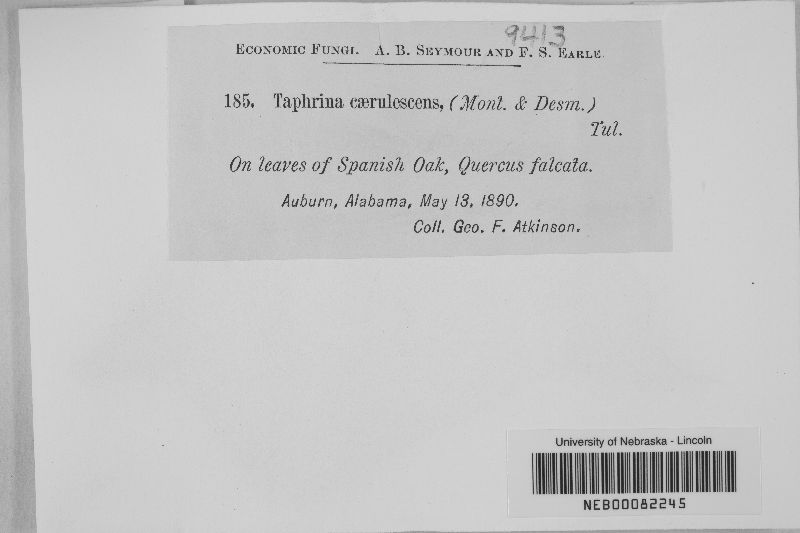 9413
Economic Fungi. A. B. Seymour and F. S. Earle.
185. Taphrina cærulescens, (Mont. & Desm.)
Tul.
On leaves of Spanish Oak, Quercus falcata.
Auburn, Alabama, May 13, 1890.
Coll. Geo. F. Atkinson.
University of Nebraska - Lincoln
NEB00082245